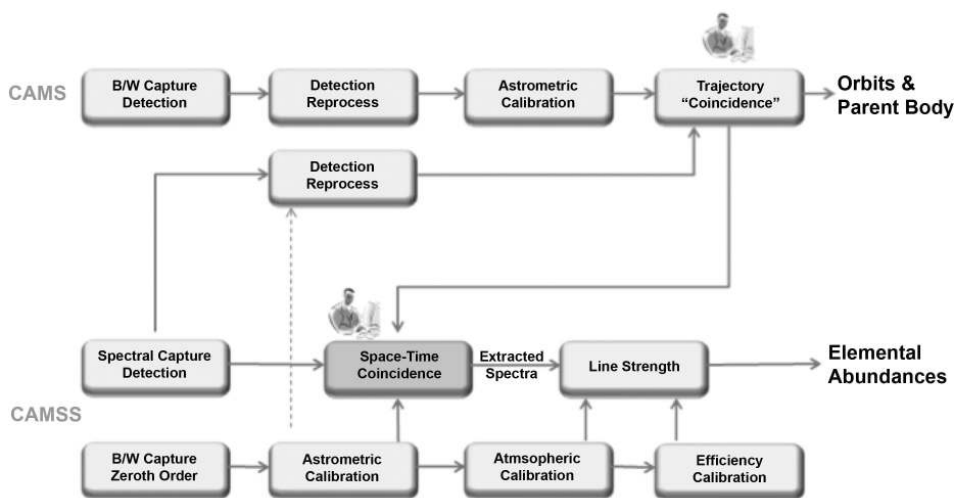 CAMS
B/W Capture
Detection
Detection
Reprocess
Astrometric
Calibration
Trajectory
“Coincidence”
Orbits &
Parent Body
Detection
Reprocess
Spectral Capture
Detection
Space-Time
Coincidence
Extracted
Spectra
Line Strength
Elemental
Abundances
CAMSS
B/W Capture
Zeroth Order
Astrometric
Calibration
Atmsopheric
Calibration
Efficiency
Calibration